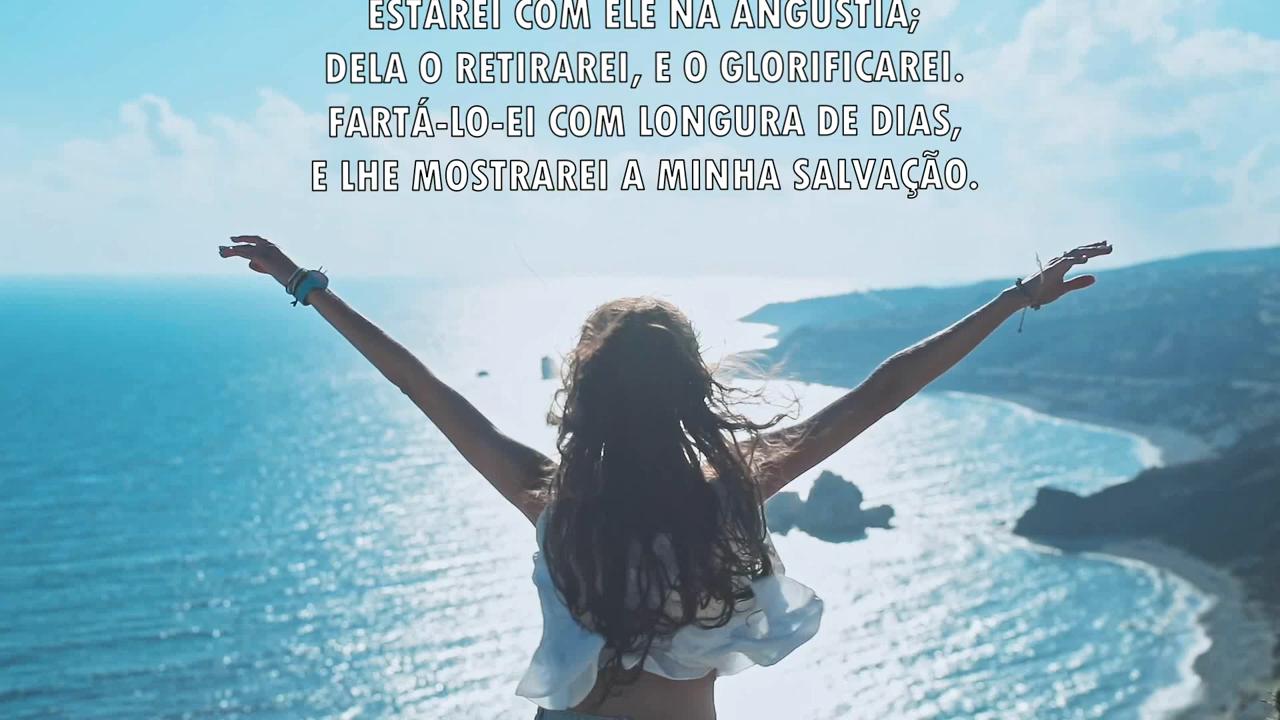 ESTAREI COM ELE NA ANGÚSTIA;
DELA O RETIRAREI, E O GLORIFICAREI.
FARTÁ-LO-EI COM LONGURA DE DIAS,
E LHE MOSTRAREI A MINHA SALVAÇÃO.